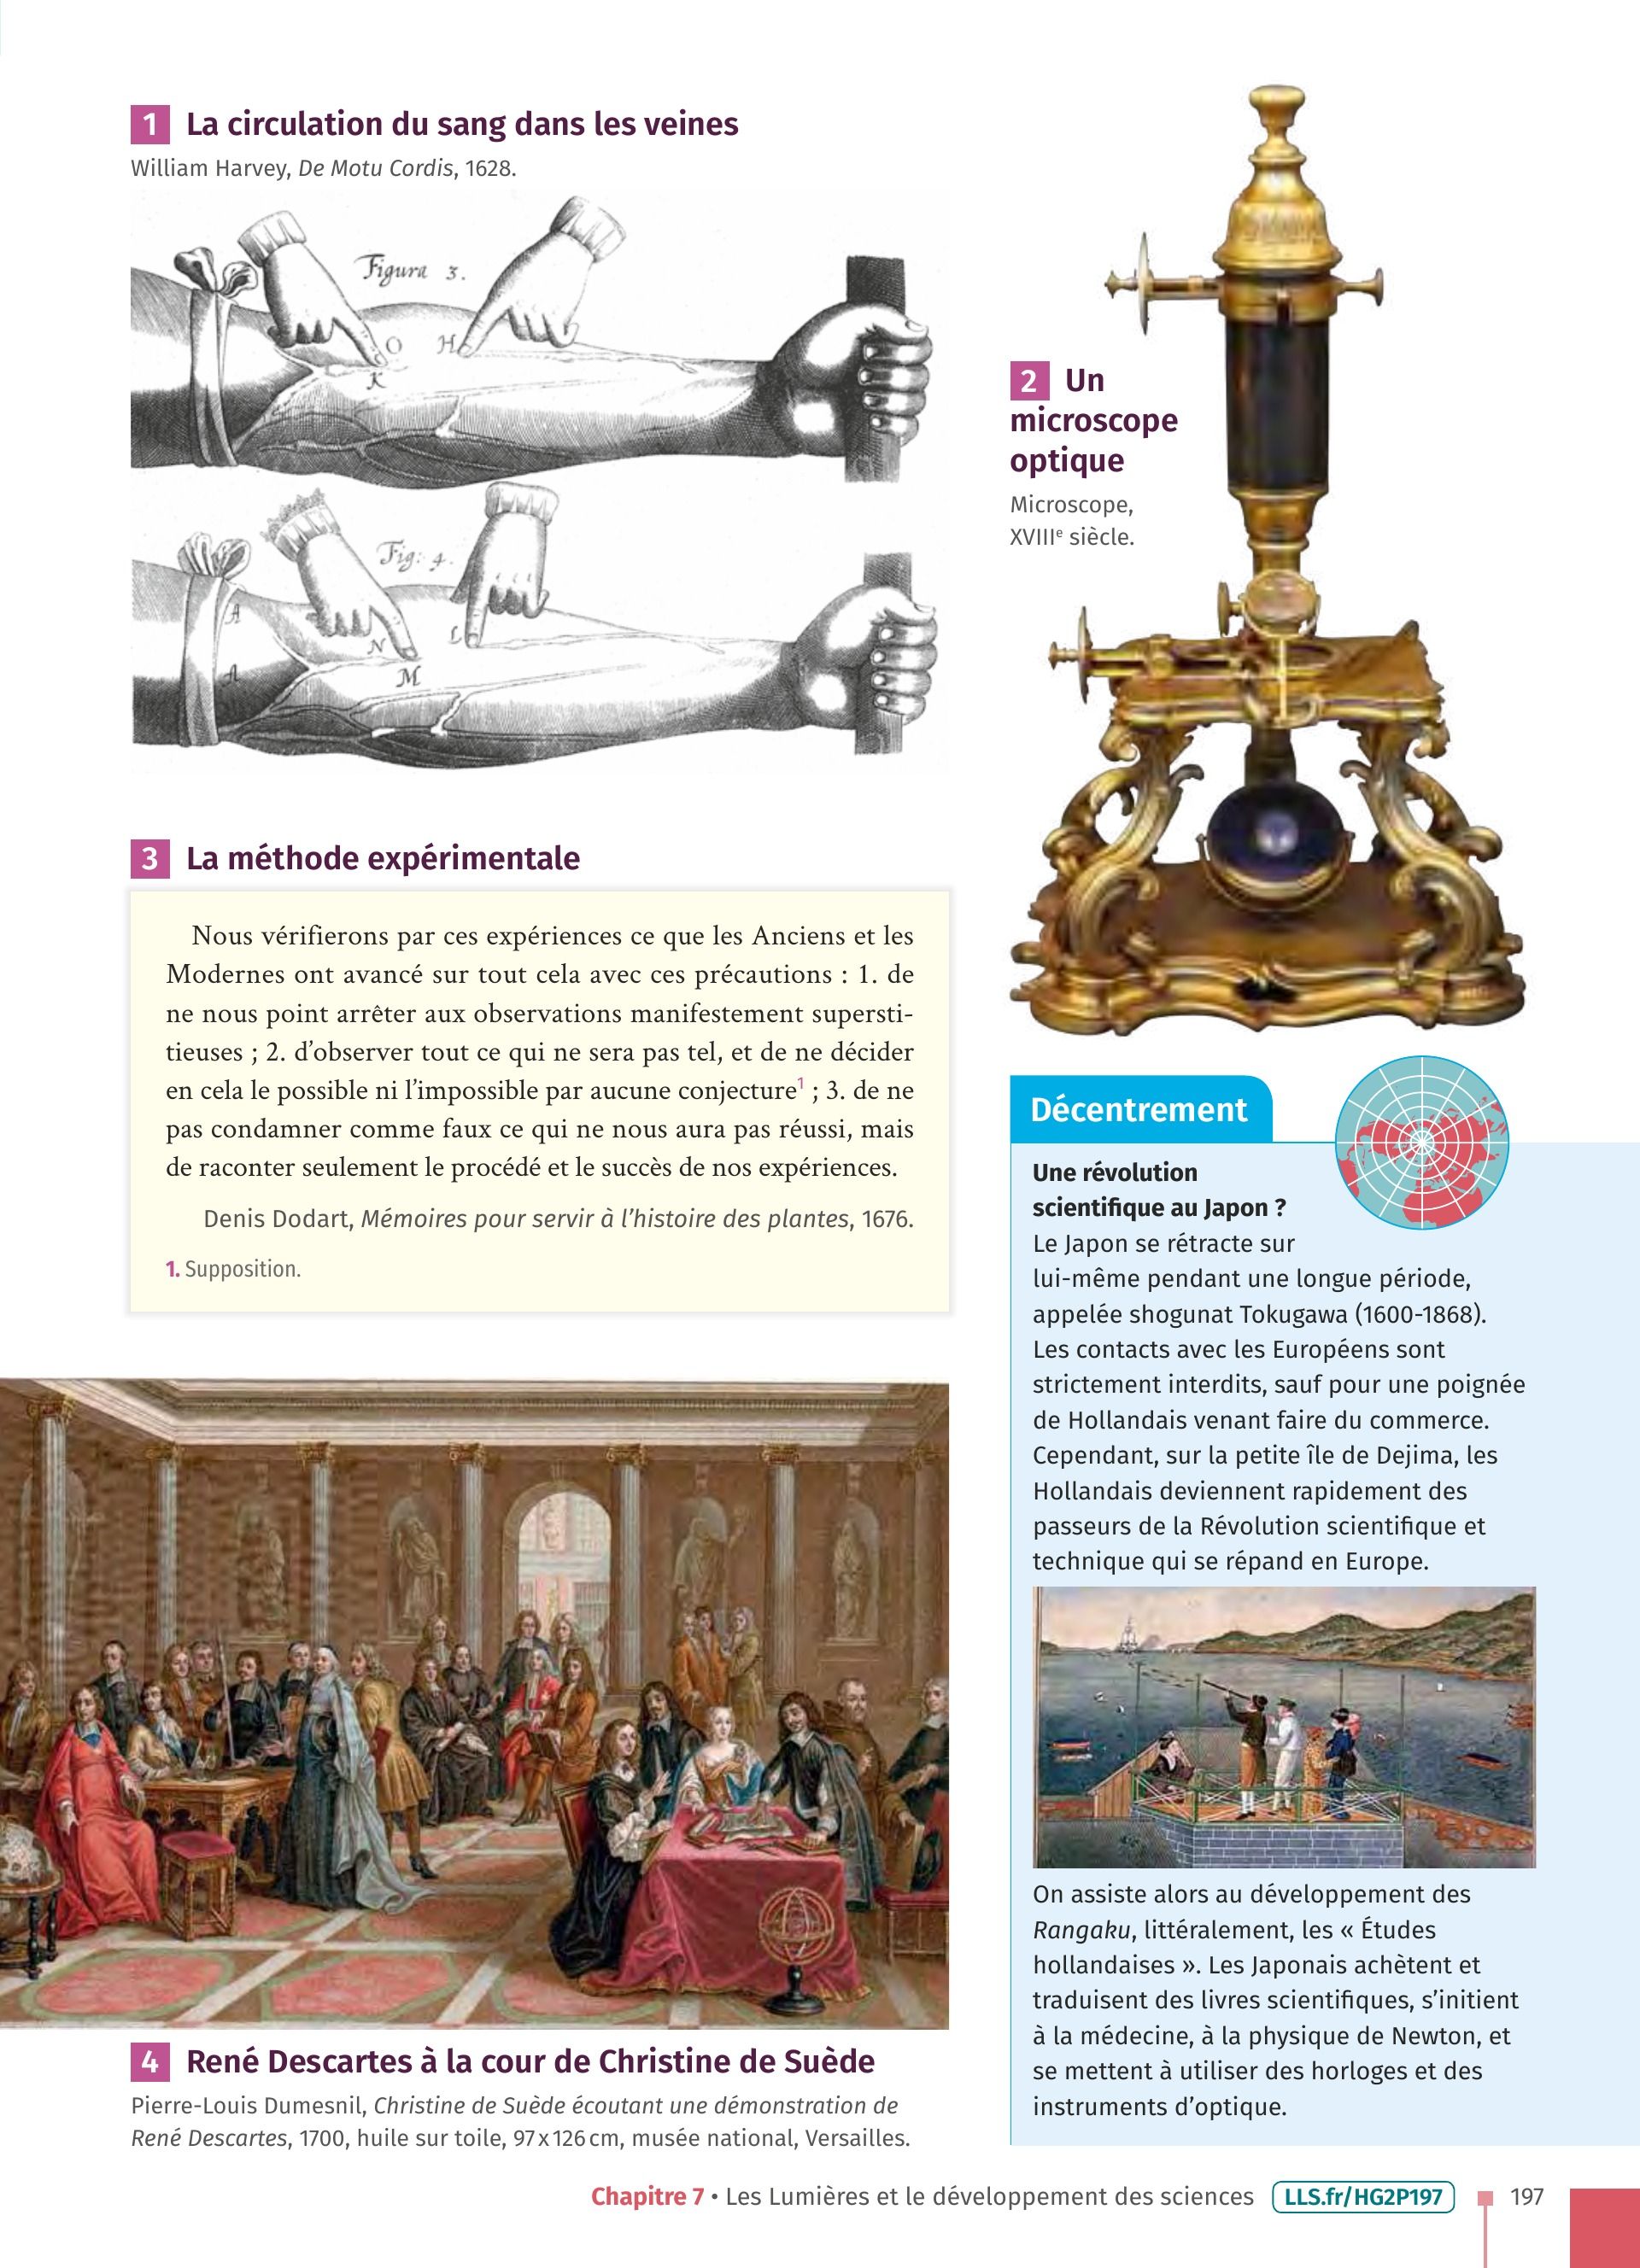 1 La circulation du sang dans les veines
William Harvey, De Motu Cordis, 1628.
Figura 3.
O H
K
Fig: 4.
A
N L
A M
2 Un
microscope
optique
Microscope,
XVIIIe siècle.
3 La méthode expérimentale
Nous vérifierons par ces expériences ce que les Anciens et les
Modernes ont avancé sur tout cela avec ces précautions : 1. de
ne nous point arrêter aux observations manifestement supersti-
tieuses ; 2. d’observer tout ce qui ne sera pas tel, et de ne décider
en cela le possible ni l’impossible par aucune conjecture1 ; 3. de ne
pas condamner comme faux ce qui ne nous aura pas réussi, mais
de raconter seulement le procédé et le succès de nos expériences.
Denis Dodart, Mémoires pour servir à l’histoire des plantes, 1676.
1. Supposition.
4 René Descartes à la cour de Christine de Suède
Pierre-Louis Dumesnil, Christine de Suède écoutant une démonstration de
René Descartes, 1700, huile sur toile, 97 x 126 cm, musée national, Versailles.
Décentrement
Une révolution
scientifique au Japon ?
Le Japon se rétracte sur
lui-même pendant une longue période,
appelée shogunat Tokugawa (1600-1868).
Les contacts avec les Européens sont
strictement interdits, sauf pour une poignée
de Hollandais venant faire du commerce.
Cependant, sur la petite île de Dejima, les
Hollandais deviennent rapidement des
passeurs de la Révolution scientifique et
technique qui se répand en Europe.
On assiste alors au développement des
Rangaku, littéralement, les « Études
hollandaises ». Les Japonais achètent et
traduisent des livres scientifiques, s’initient
à la médecine, à la physique de Newton, et
se mettent à utiliser des horloges et des
instruments d’optique.
Chapitre 7 • Les Lumières et le développement des sciences LLS.fr/HG2P197 197